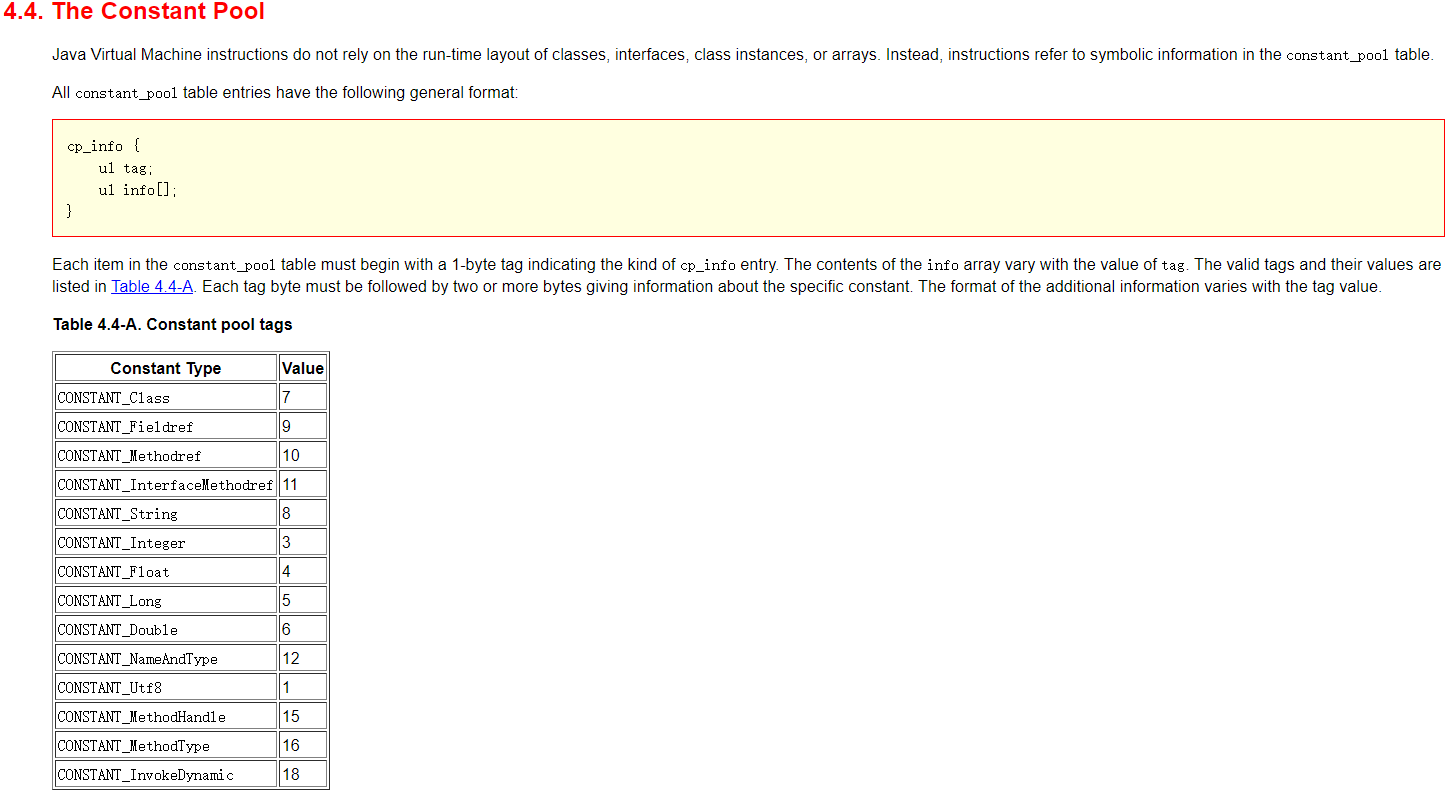 4.4. The Constant Pool
Java Virtual Machine instructions do not rely on the run-time layout of classes, interfaces, class instances, or arrays. Instead, instructions refer to symbolic information in the constant_pool table.
All constant_pool table entries have the following general format:
cp_info {
    u1 tag;
    u1 info[];
}
Each item in the constant_pool table must begin with a 1-byte tag indicating the kind of cp_info entry. The contents of the info array vary with the value of tag. The valid tags and their values are
listed in Table 4.4-A. Each tag byte must be followed by two or more bytes giving information about the specific constant. The format of the additional information varies with the tag value.
Table 4.4-A. Constant pool tags
Constant Type Value
CONSTANT_Class 7
CONSTANT_Fieldref 9
CONSTANT_Methodref 10
CONSTANT_InterfaceMethodref 11
CONSTANT_String 8
CONSTANT_Integer 3
CONSTANT_Float 4
CONSTANT_Long 5
CONSTANT_Double 6
CONSTANT_NameAndType 12
CONSTANT_Utf8 1
CONSTANT_MethodHandle 15
CONSTANT_MethodType 16
CONSTANT_InvokeDynamic 18